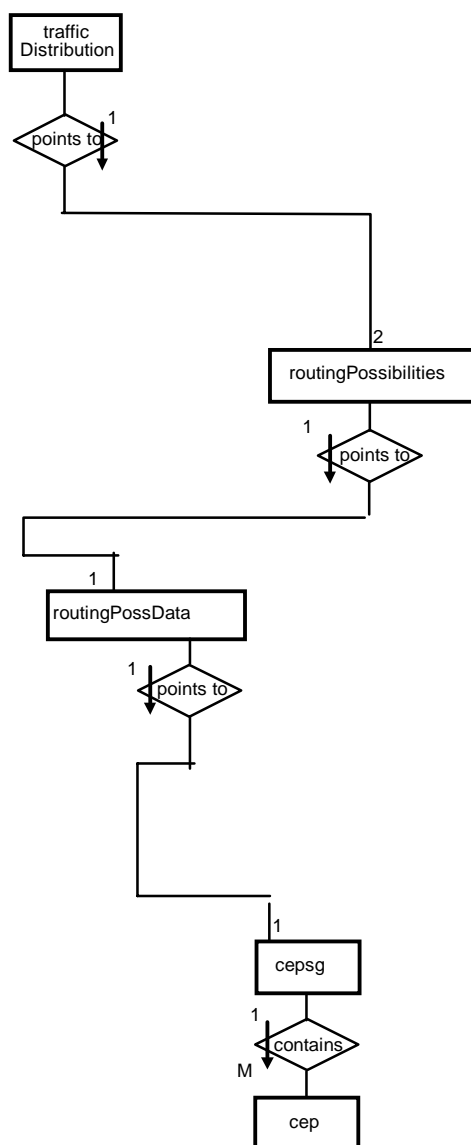 traffic
Distribution
1
points to
2
routingPossibilities
1
points to
1
routingPossData
1
points to
1
cepsg
1
contains
M
cep